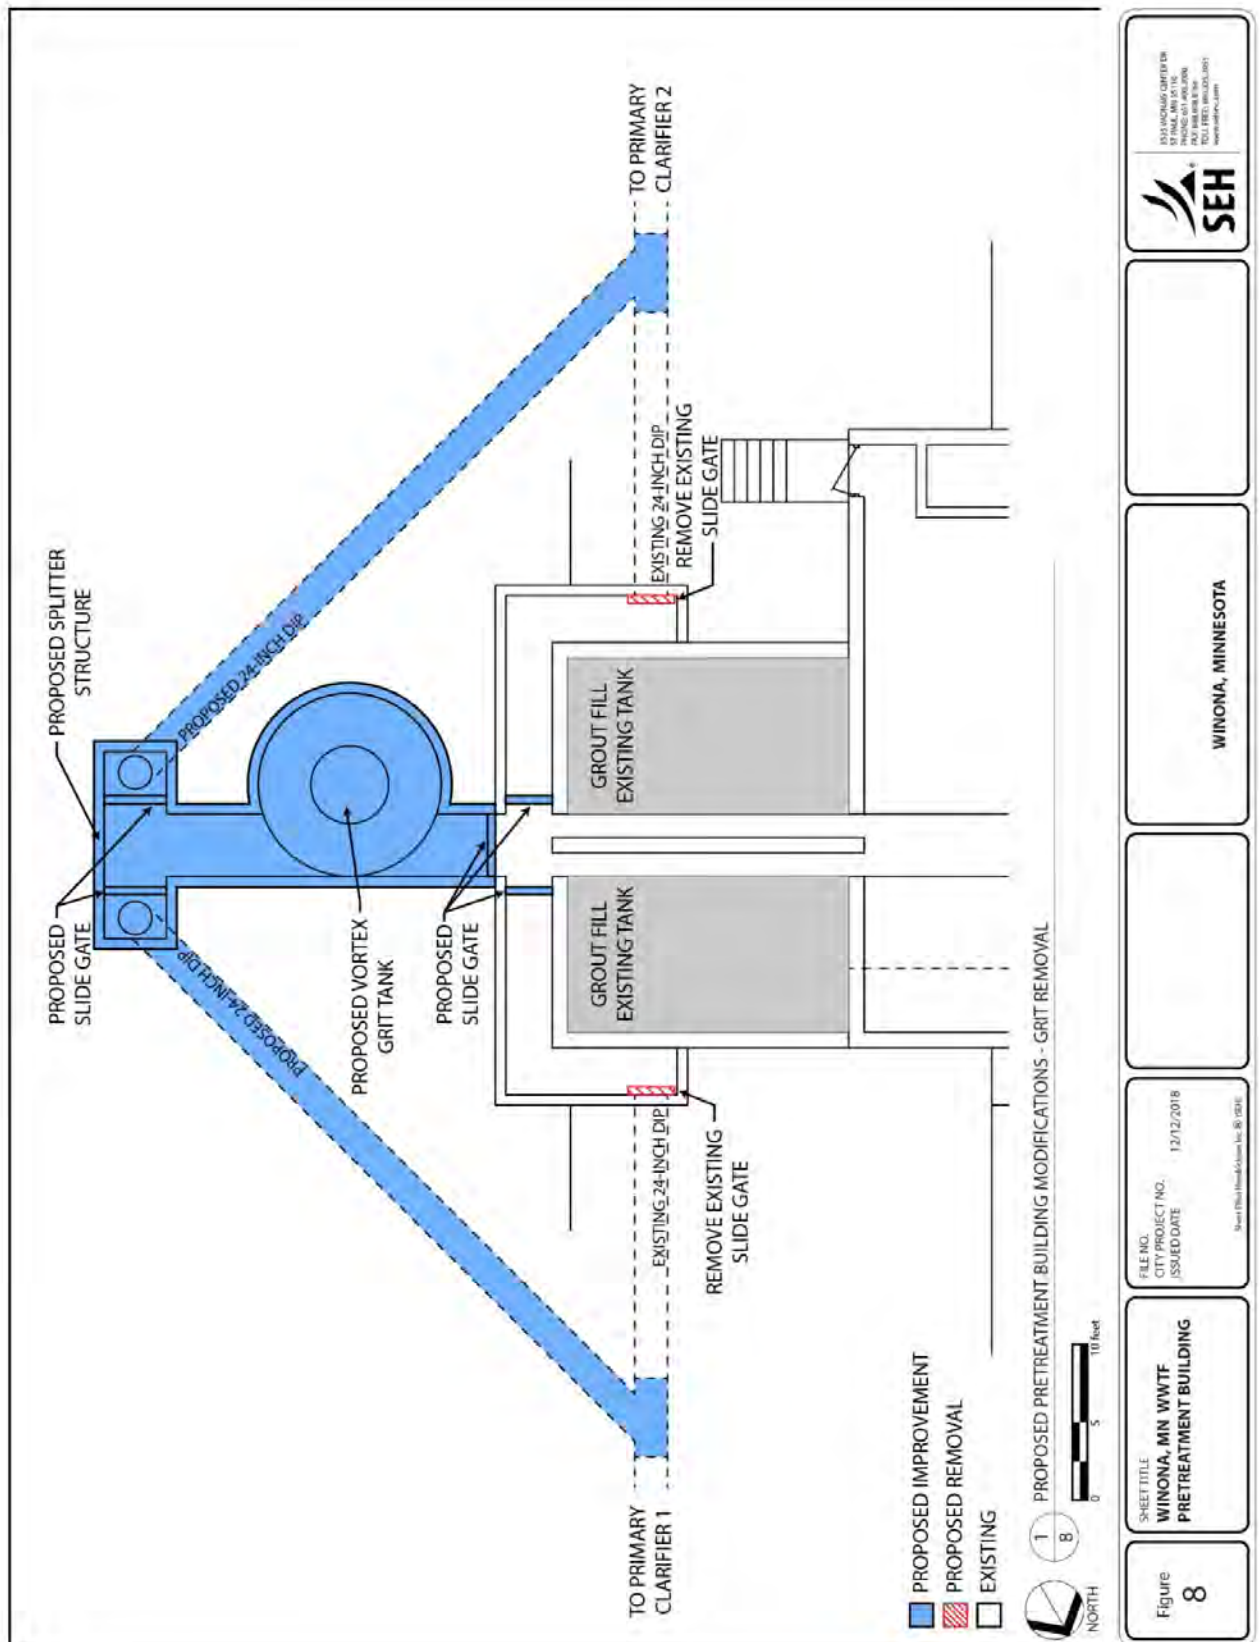 PROPOSED SPLITTER
STRUCTURE
PROPOSED
SLIDE GATE
PROPOSED 24-INCH DIP
PROPOSED 24-INCH DIP
PROPOSED VORTEX
GRIT TANK
PROPOSED
SLIDE GATE
TO PRIMARY
CLARIFIER 1
EXISTING 24-INCH DIP
REMOVE EXISTING
SLIDE GATE
GROUT FILL
EXISTING TANK
GROUT FILL
EXISTING TANK
EXISTING 24-INCH DIP
REMOVE EXISTING
SLIDE GATE
TO PRIMARY
CLARIFIER 2
PROPOSED IMPROVEMENT
PROPOSED REMOVAL
EXISTING
NORTH
1
8
PROPOSED PRETREATMENT BUILDING MODIFICATIONS - GRIT REMOVAL
0 5 10 feet
Figure
8
SHEET TITLE
WINONA, MN WWTF
PRETREATMENT BUILDING
FILE NO.
CITY PROJECT NO.
ISSUED DATE 12/12/2018
WINONA, MINNESOTA
SEH
ST PAUL, MN 55110